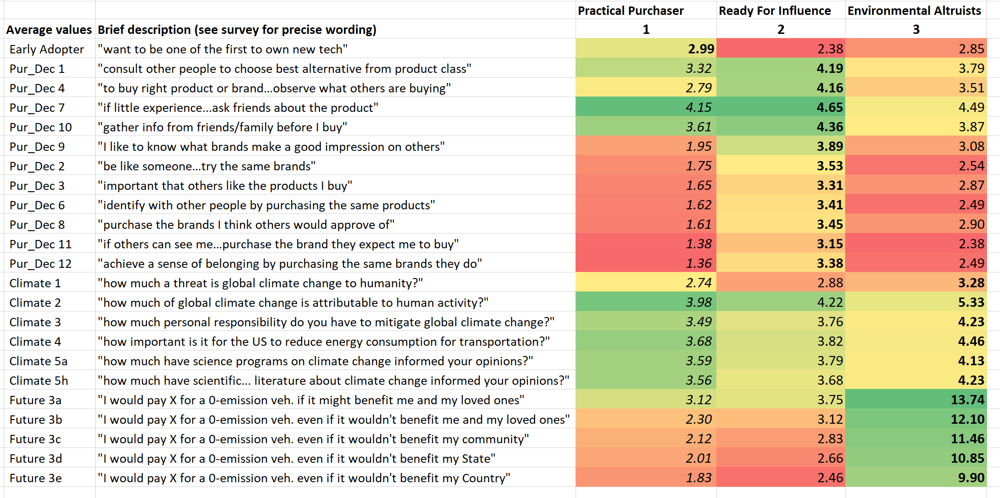 Practical Purchaser Ready For Influence Environmental Altruists
Average values Brief description (see survey for precise wording) 1 2 3
Early Adopter "want to be one of the first to own new tech" 2.99 2.38 2.85
Pur_Dec 1 "consult other people to choose best alternative from product class" 3.32 4.19 3.79
Pur_Dec 4 "to buy right product or brand...observe what others are buying" 2.79 4.16 3.51
Pur_Dec 7 "if little experience...ask friends about the product" 4.15 4.65 4.49
Pur_Dec 10 "gather info from friends/family before I buy" 3.61 4.36 3.87
Pur_Dec 9 "I like to know what brands make a good impression on others" 1.95 3.89 3.08
Pur_Dec 2 "be like someone...try the same brands" 1.75 3.53 2.54
Pur_Dec 3 "important that others like the products I buy" 1.65 3.31 2.87
Pur_Dec 6 "identify with other people by purchasing the same products" 1.62 3.41 2.49
Pur_Dec 8 "purchase the brands I think others would approve of" 1.61 3.45 2.90
Pur_Dec 11 "if others can see me...purchase the brand they expect me to buy" 1.38 3.15 2.38
Pur_Dec 12 "achieve a sense of belonging by purchasing the same brands they do" 1.36 3.38 2.49
Climate 1 "how much a threat is global climate change to humanity?" 2.74 2.88 3.28
Climate 2 "how much of global climate change is attributable to human activity?" 3.98 4.22 5.33
Climate 3 "how much personal responsibility do you have to mitigate global climate change?" 3.49 3.76 4.23
Climate 4 "how important is it for the US to reduce energy consumption for transportation?" 3.68 3.82 4.46
Climate 5a "how much have science programs on climate change informed your opinions?" 3.59 3.79 4.13
Climate 5h "how much have scientific... literature about climate change informed your opinions?" 3.56 3.68 4.23
Future 3a "I would pay X for a 0-emission veh. if it might benefit me and my loved ones" 3.12 3.75 13.74
Future 3b "I would pay X for a 0-emission veh. even if it wouldn't benefit me and my loved ones" 2.30 3.12 12.10
Future 3c "I would pay X for a 0-emission veh. even if it wouldn't benefit my community" 2.12 2.83 11.46
Future 3d "I would pay X for a 0-emission veh. even if it wouldn't benefit my State" 2.01 2.66 10.85
Future 3e "I would pay X for a 0-emission veh. even if it wouldn't benefit my Country" 1.83 2.46 9.90